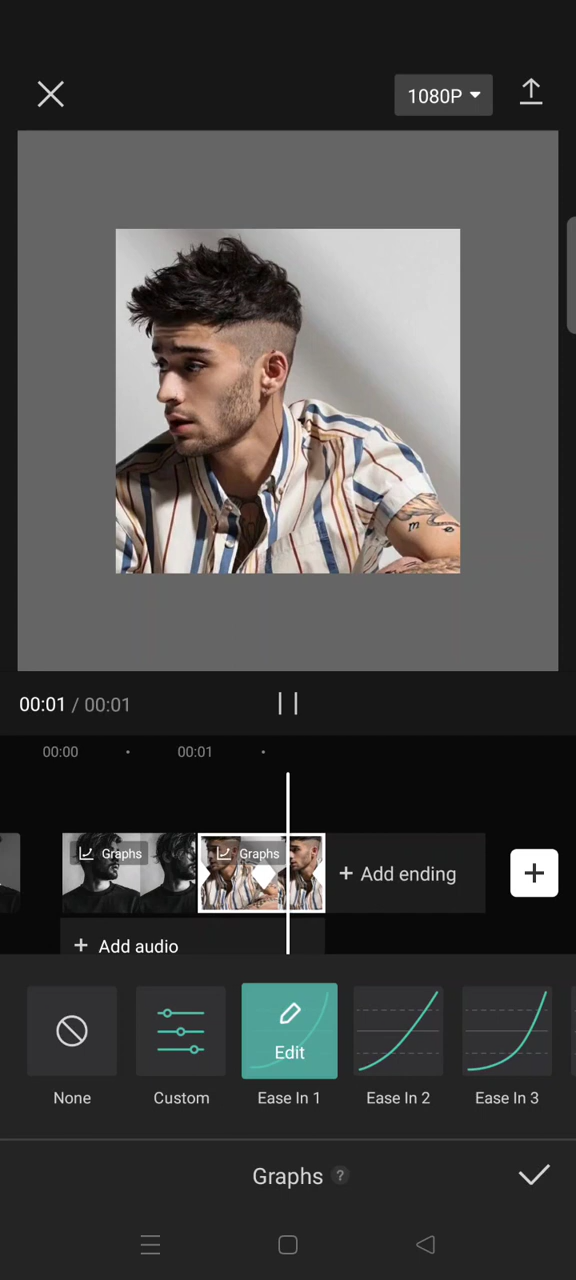 1080P
00:01 / 00:01
00:00 00:01
Graphs Graphs
+ Add ending
+ Add audio
Edit
None Custom Ease In 1 Ease In 2 Ease In 3
Graphs ?